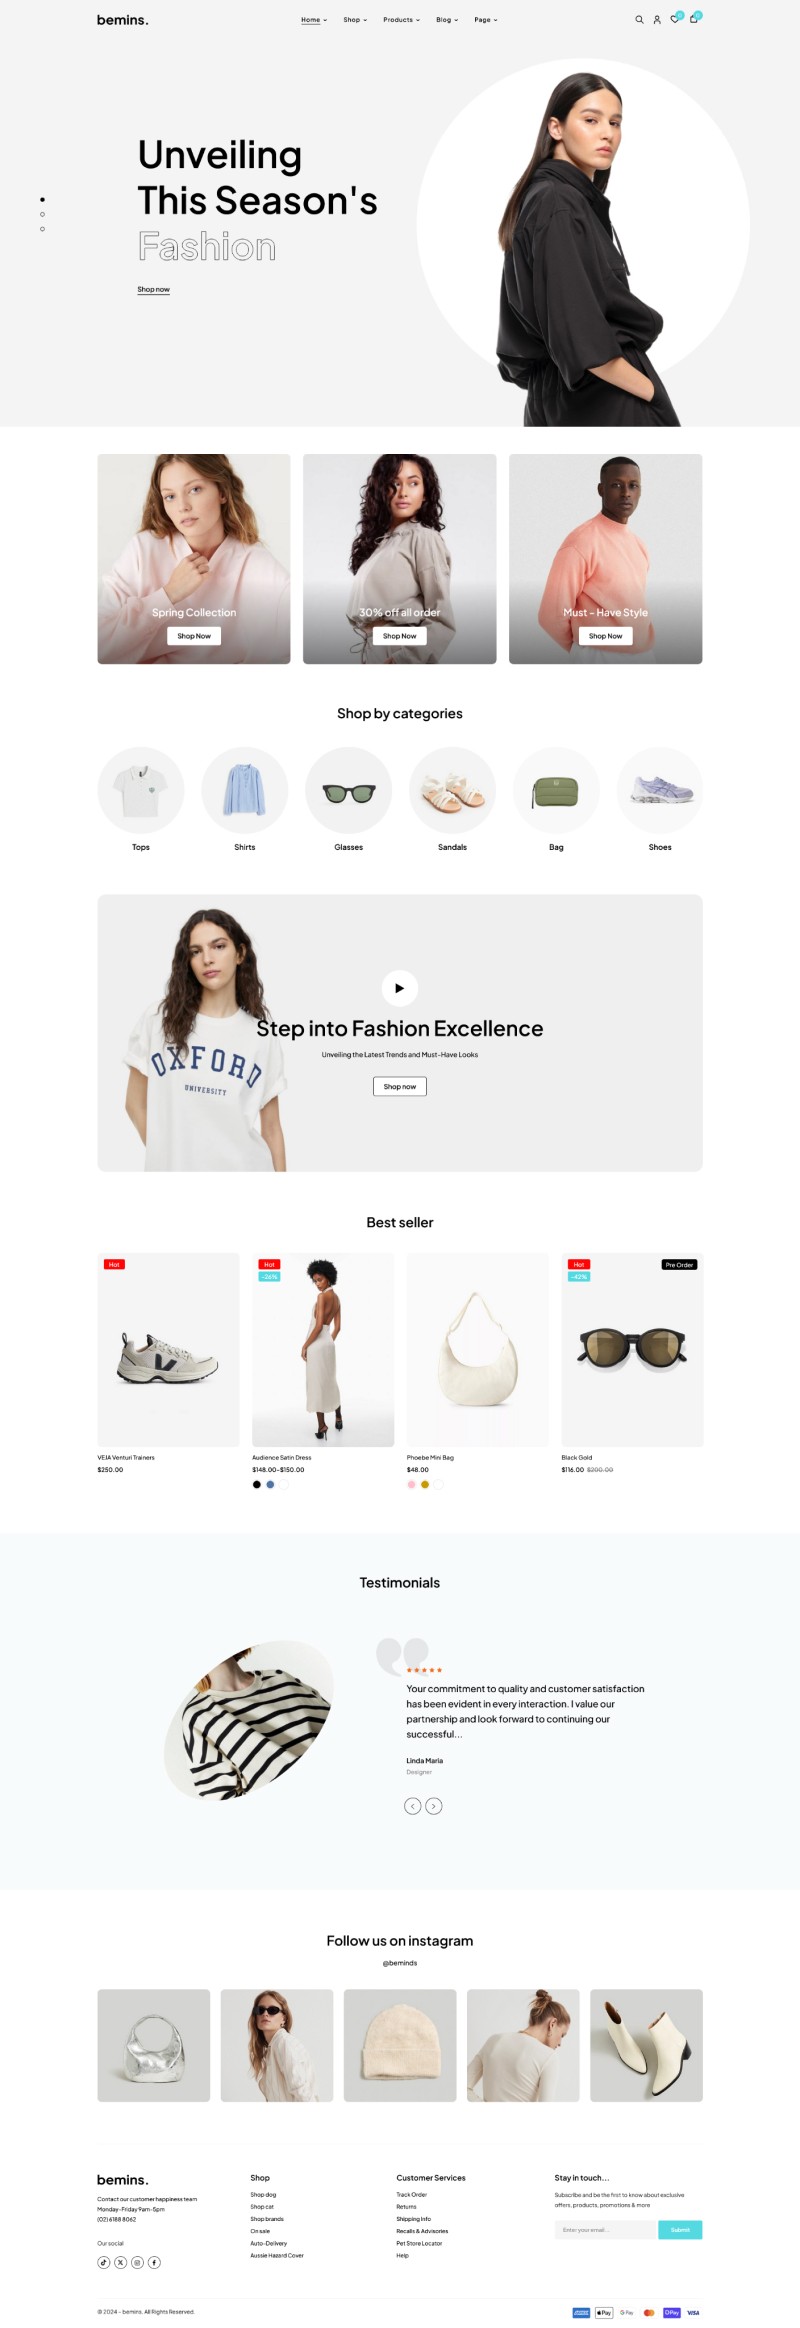 bemins.
Home Shop Products Blog Page
Unveiling
This Season's
Fashion
Shop now
Spring Collection
Shop Now
30% off all order
Shop Now
Must - Have Style
Shop Now
Shop by categories
Tops
Shirts
Glasses
Sandals
Bag
Shoes
OXFORD
UNIVERSITY
Step into Fashion Excellence
Unveiling the Latest Trends and Must-Have Looks
Shop now
Best seller
Hot
VEJA Venturi Trainers
$250.00
Hot
-26%
Audience Satin Dress
$148.00-$150.00
Phoebe Mini Bag
$48.00
Hot
-42%
Pre Order
Black Gold
$116.00 $200.00
Testimonials
Your commitment to quality and customer satisfaction
has been evident in every interaction. I value our
partnership and look forward to continuing our
successful...
Linda Maria
Designer
Follow us on instagram
@beminds
bemins.
Contact our customer happiness team
Monday-Friday 9am-5pm
(02) 6188 8062
Our social
Shop
Shop dog
Shop cat
Shop brands
On sale
Auto-Delivery
Aussie Hazard Cover
Customer Services
Track Order
Returns
Shipping Info
Recalls & Advisories
Pet Store Locator
Help
Stay in touch...
Subscribe and be the first to know about exclusive
offers, products, promotions & more
Enter your email ...
Submit
© 2024 - bemins. All Rights Reserved.
Pay
G Pay
Pay
VISA